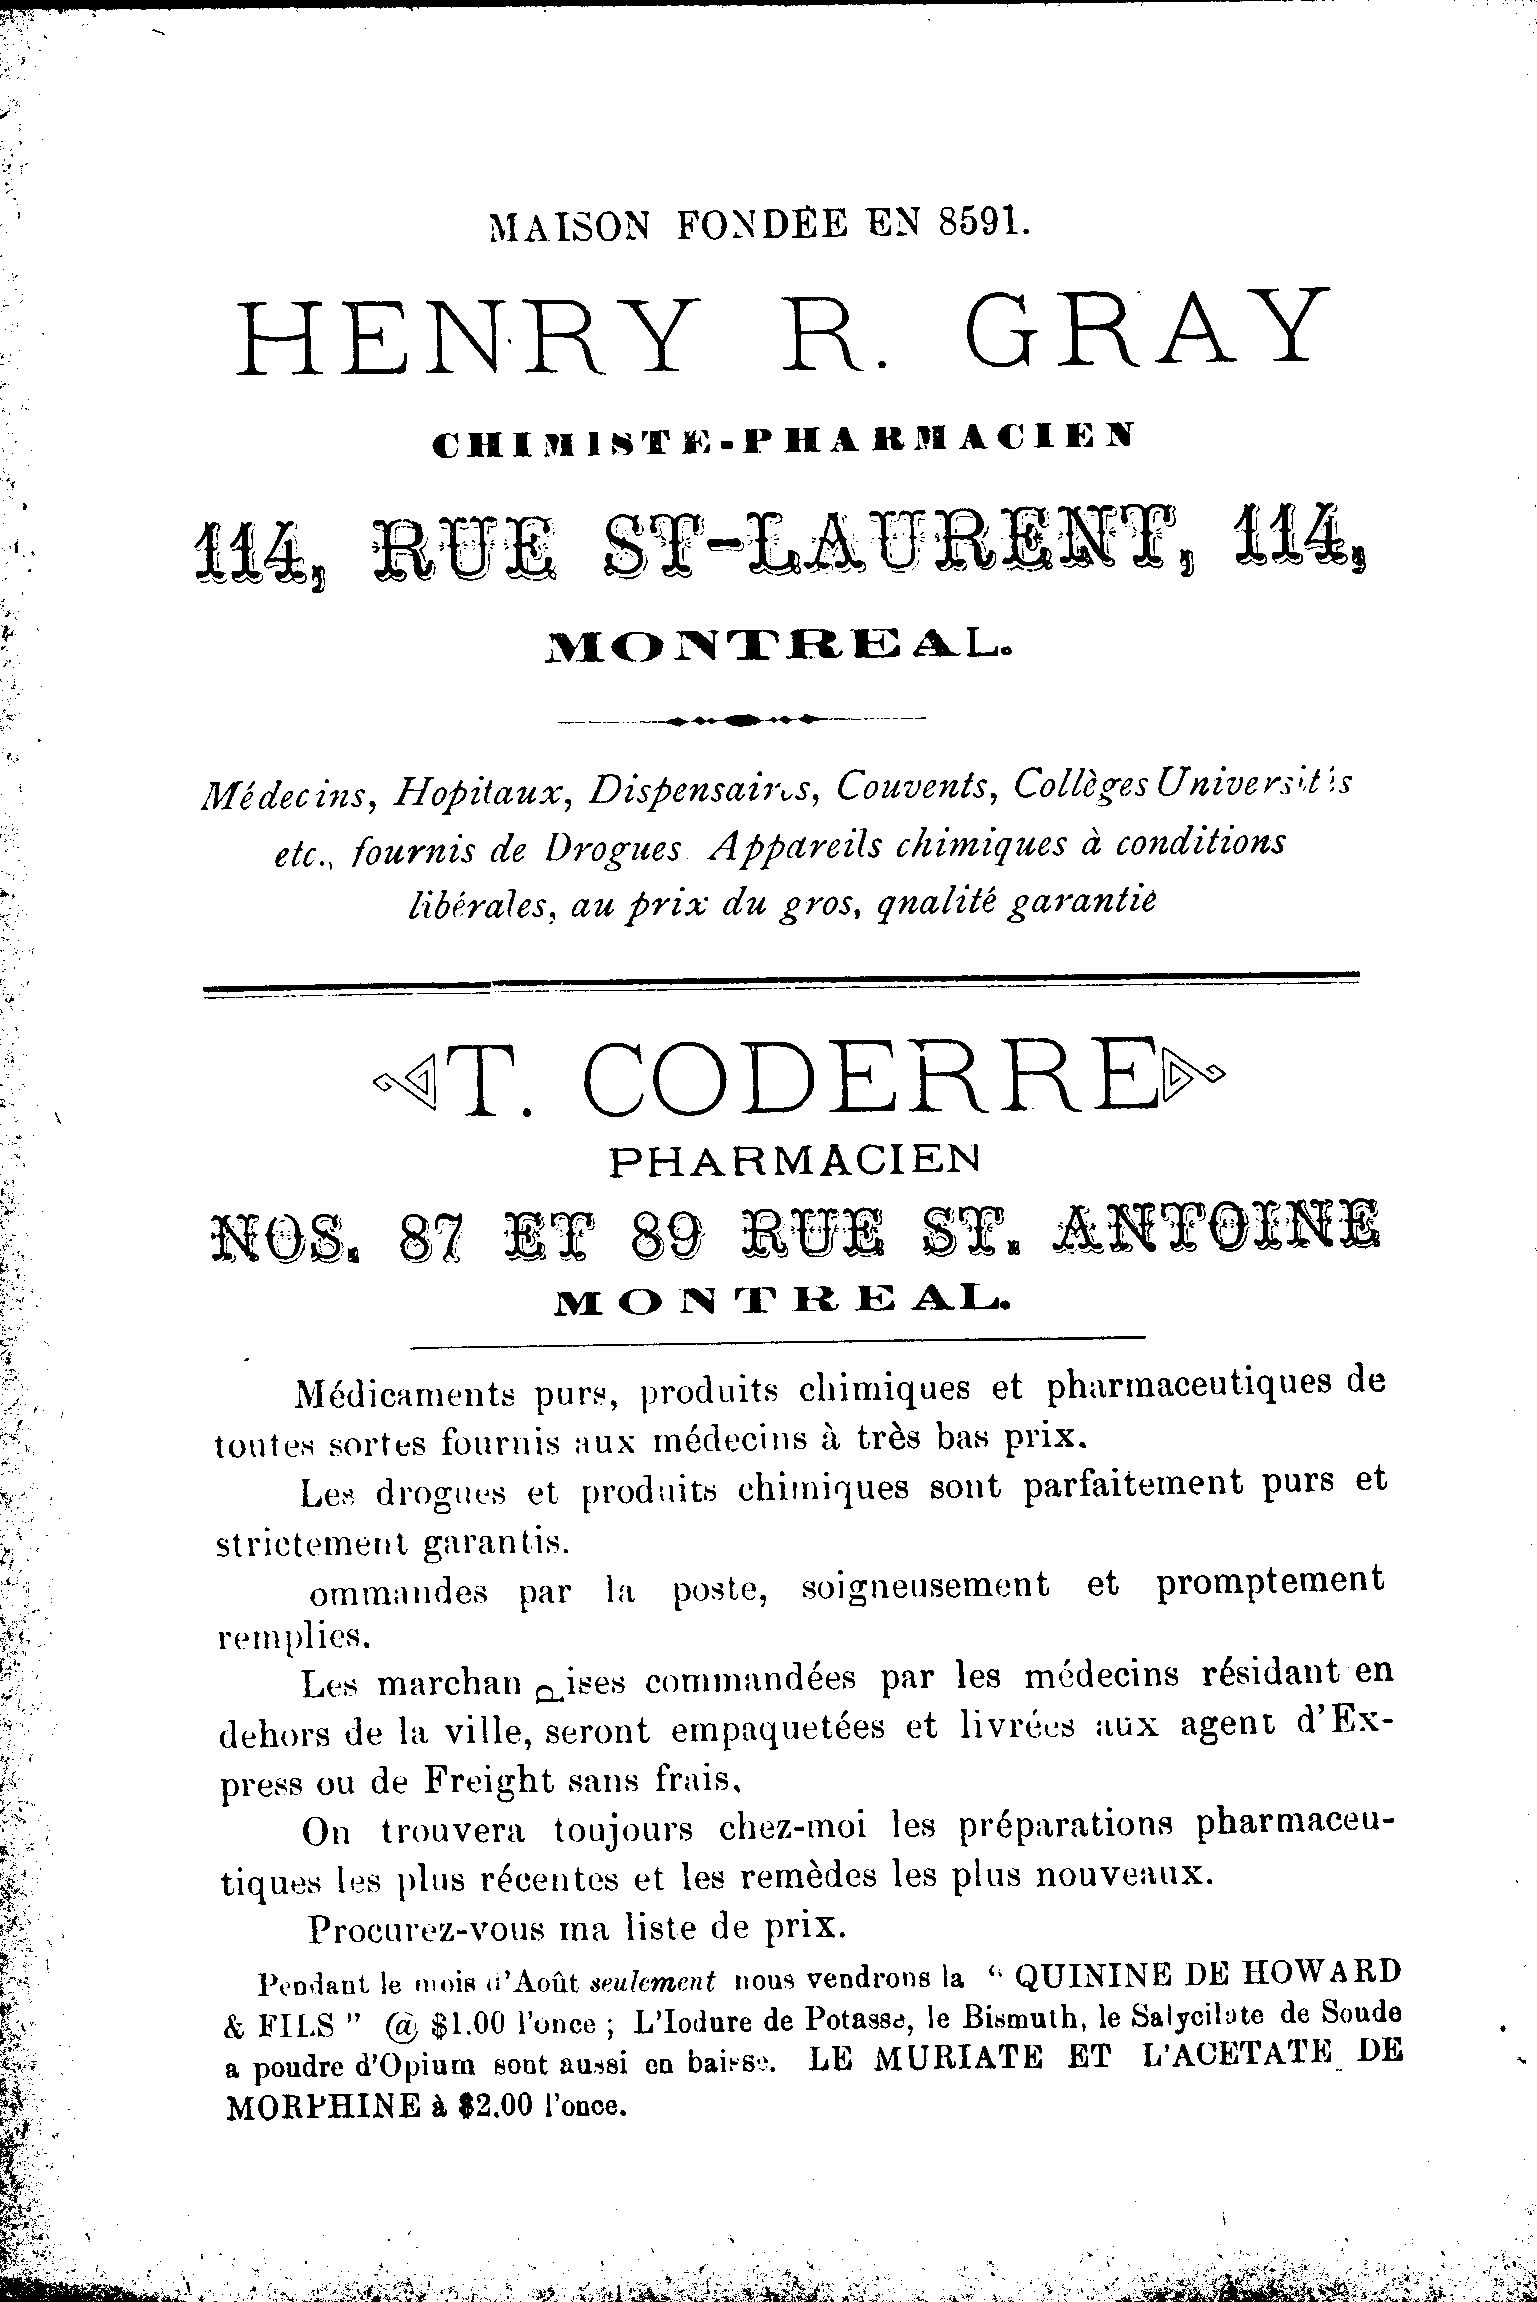 MAISON FONDÉE EN 8591.
HENRY R. GRAY
CHIMISTE-PHARMACIEN
114, RUE ST-LAURENT, 114,
MONTREAL.
Médecins, Hopitaux, Dispensaires, Couvents, Collèges Universités
etc., fournis de Drogues Appareils chimiques à conditions
libérales, au prix du gros, qnalité garantie
T. CODERRE
PHARMACIEN
NOS. 87 ET 89 RUE ST. ANTOINE
MONTREAL.
Médicaments purs, produits chimiques et pharmaceutiques de
toutes sortes fournis aux médecins à très bas prix.
Les drogues et produits chimiques sont parfaitement purs et
strictement garantis.
ommandes par la poste, soigneusement et promptement
remplies.
Les marchan ises commandées par les médecins résidant en
dehors de la ville, seront empaquetées et livrées aux agent d'Ex-
press ou de Freight sans frais.
On trouvera toujours chez-moi les préparations pharmaceu-
tiques les plus récentes et les remèdes les plus nouveaux.
Procurez-vous ma liste de prix.
Pendant le mois d'Août seulement nous vendrons la “ QUININE DE HOWARD
& FILS ” @ $1.00 l'once ; L'Iodure de Potasse, le Bismuth, le Salycilate de Soude
a poudre d'Opium sont aussi en baisse. LE MURIATE ET L'ACETATE DE
MORPHINE à $2.00 l'once.